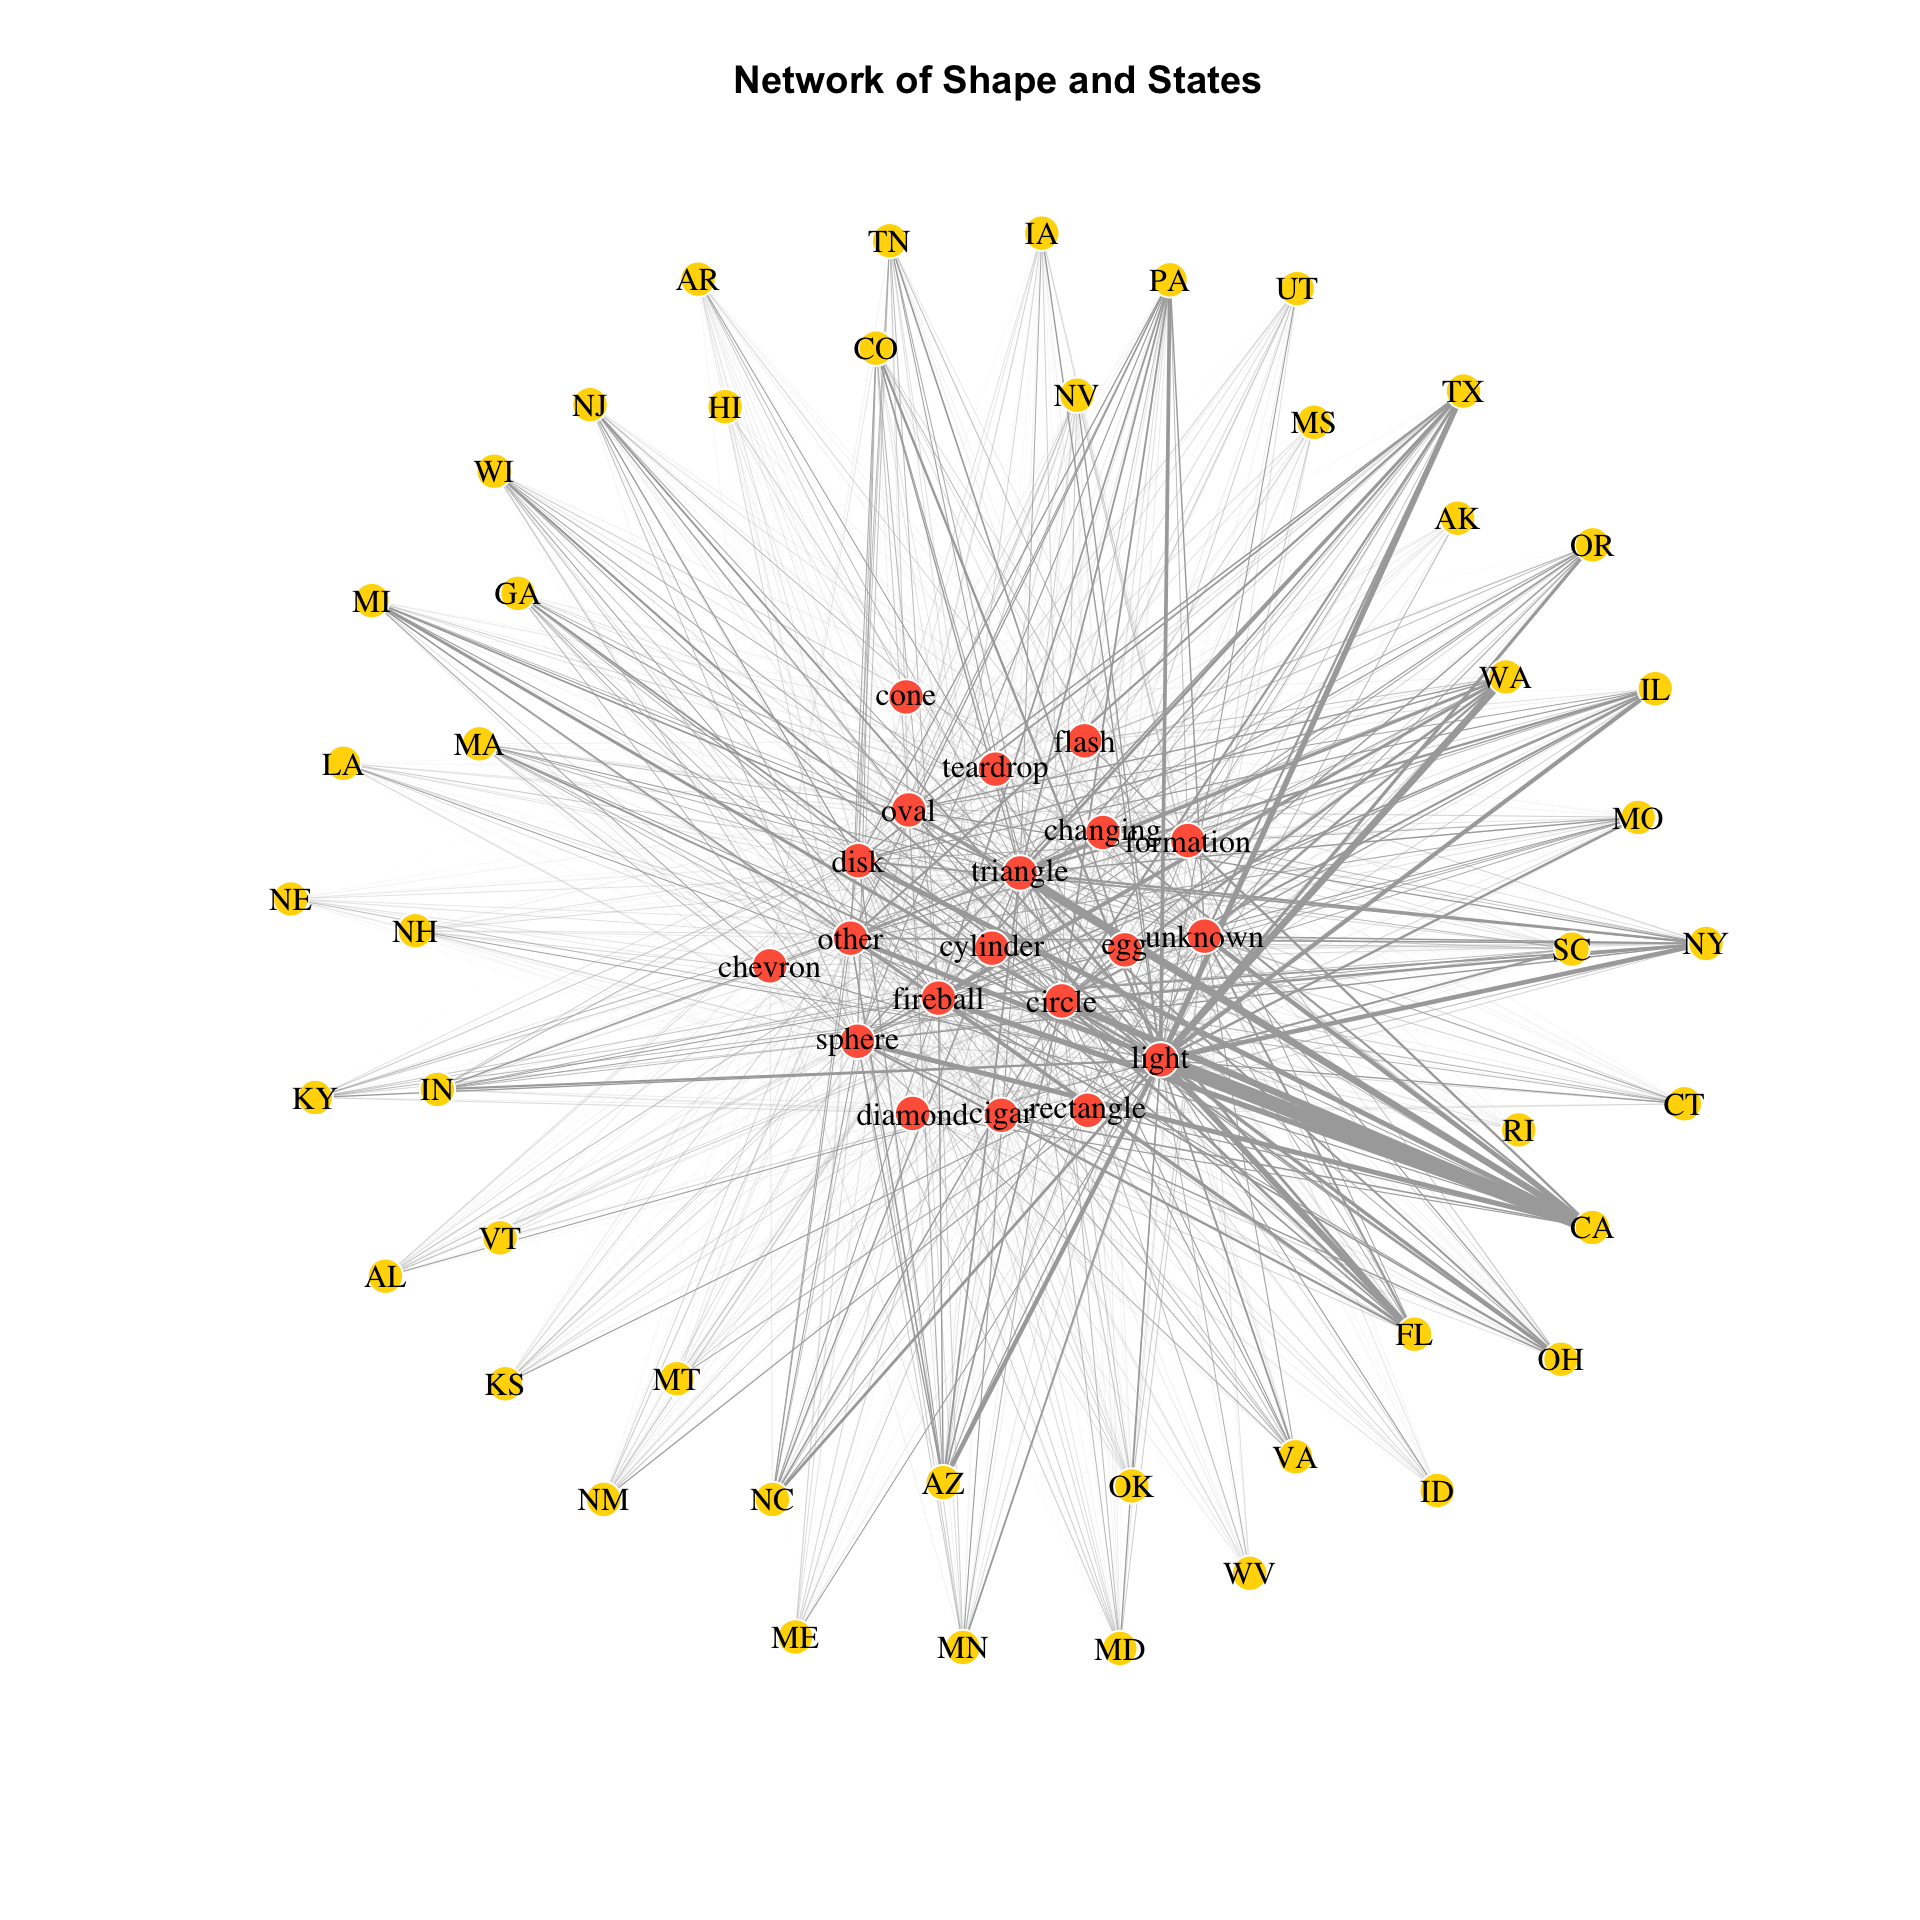 Network of Shape and States
TN
IA
AR
PA
UT
CO
NV
TX
NJ
HI
MS
WI
AK
OR
MI
GA
WA
IL
cone
flash
MA
LA
teardrop
oval
changing
formation
MO
disk
triangle
NE
NH
other
cylinder
egg
unknown
SC
NY
chevron
fireball
circle
sphere
light
KY
IN
diamond
cigar
rectangle
CT
RI
VT
CA
AL
FL
OH
KS
MT
VA
NM
NC
AZ
OK
ID
WV
ME
MN
MD